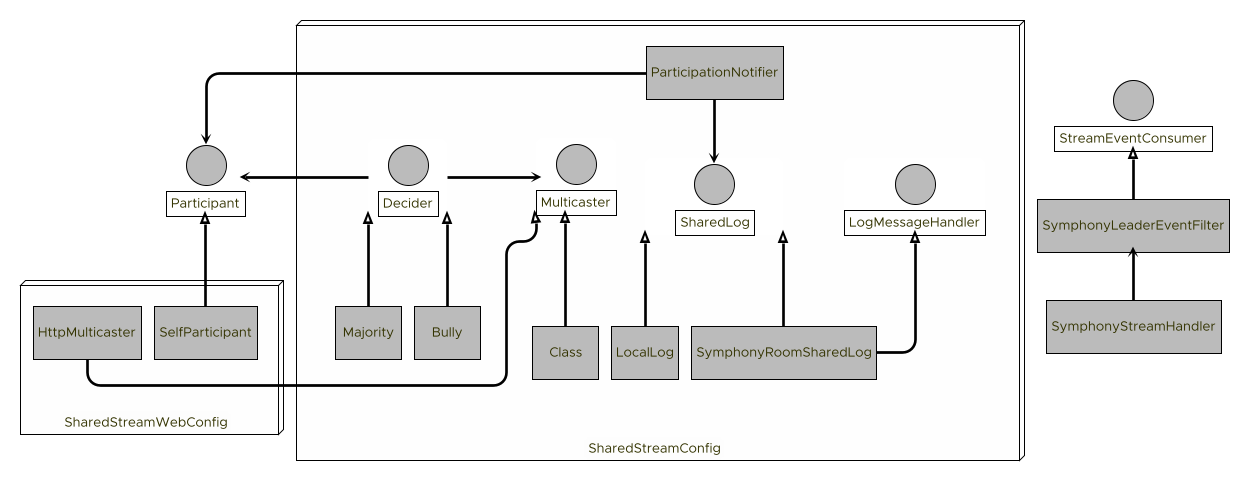 ParticipationNotifier
StreamEventConsumer
Participant
Decider
Multicaster
SharedLog
LogMessageHandler
SymphonyLeaderEventFilter
HttpMulticaster
SelfParticipant
Majority
Bully
Class
LocalLog
SymphonyRoomSharedLog
SymphonyStreamHandler
SharedStreamWebConfig
SharedStreamConfig